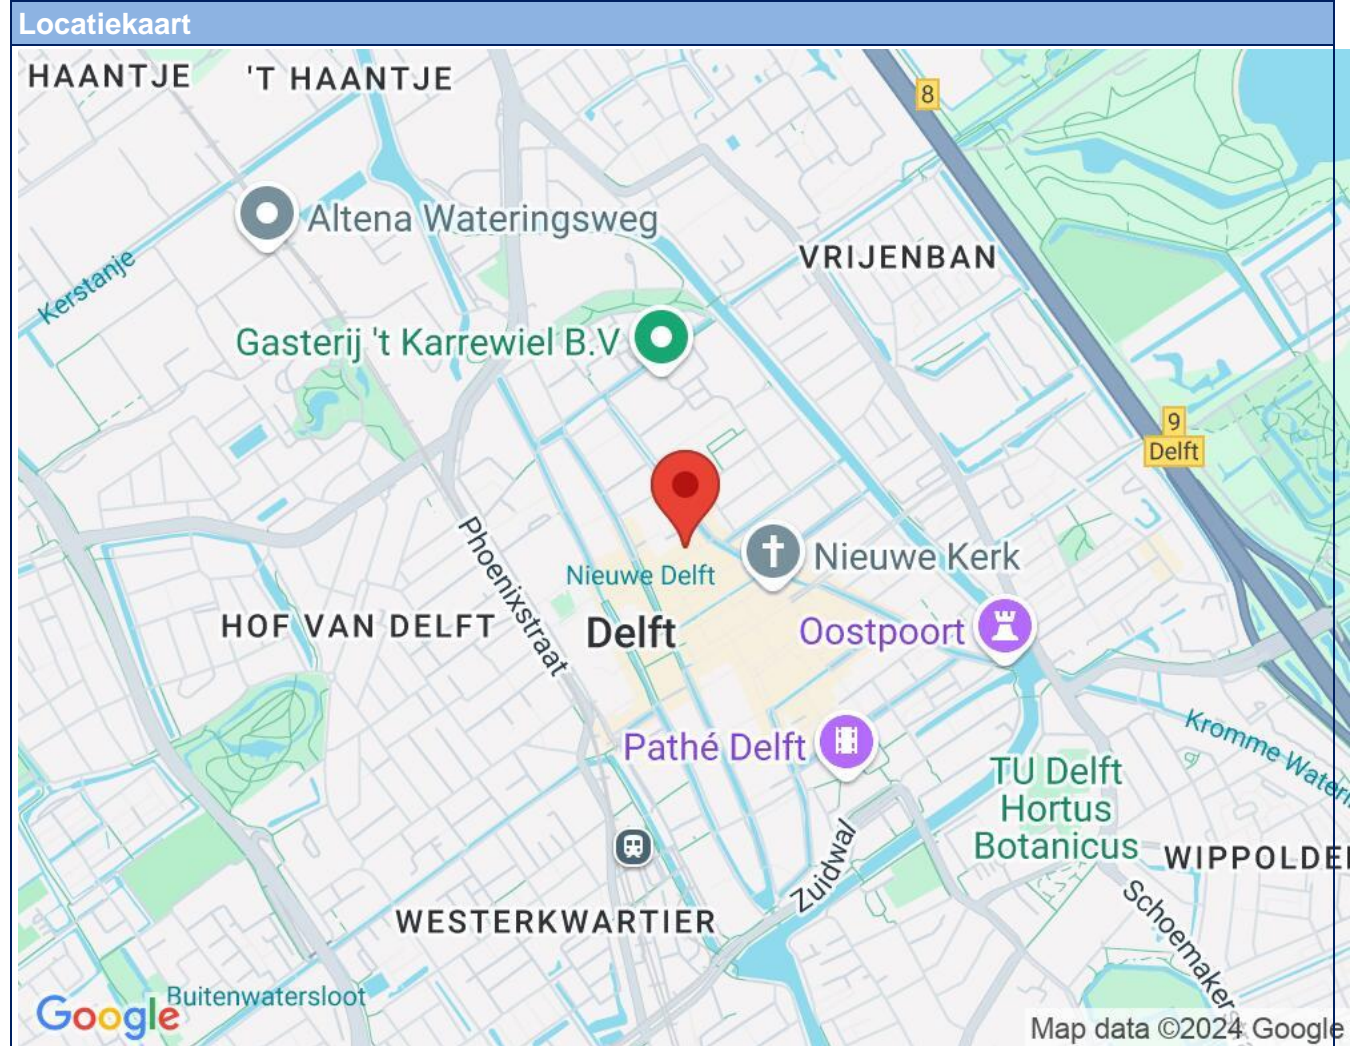 Locatiekaart
HAANTJE
'T HAANTJE
8
Altena Wateringsweg
VRIJENBAN
Kerstanje
Gasterij 't Karrewiel B.V
9
Delft
Phoenixstraat
Nieuwe Kerk
Nieuwe Delft
HOF VAN DELFT
Delft
Oostpoort
Pathé Delft
Kromme Watering
TU Delft
Hortus
Botanicus
WIPPOLDE
Zuidwal
Schoemaker
WESTERKWARTIER
Buitenwatersloot
Google
Map data ©2024 Google